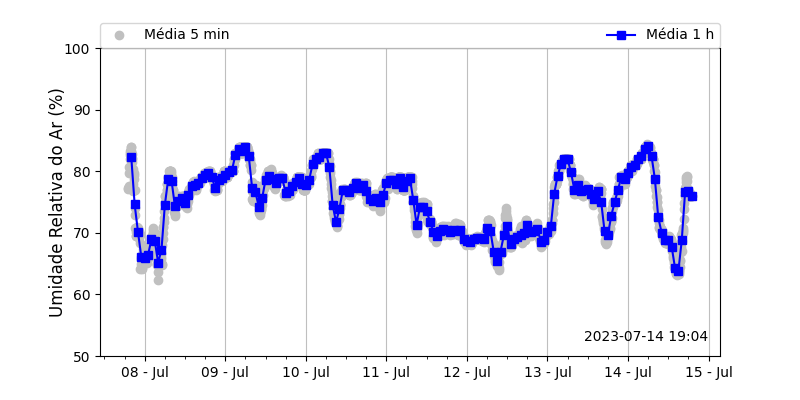 Média 5 min
Média 1 h
Umidade Relativa do Ar (%)
100
90
80
70
60
50
2023-07-14 19:04
08 - Jul
09 - Jul
10 - Jul
11 - Jul
12 - Jul
13 - Jul
14 - Jul
15 - Jul